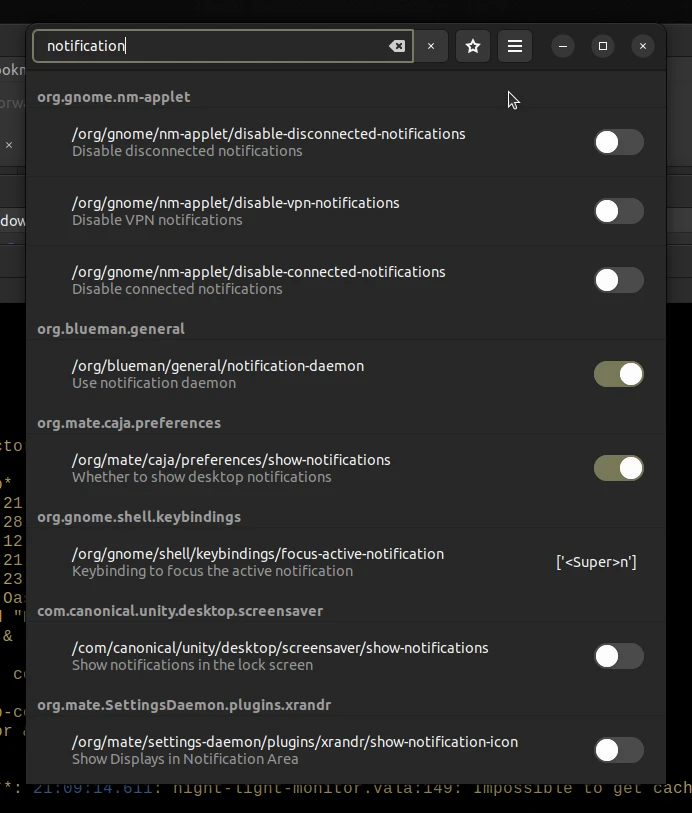 notification
org.gnome.nm-applet
/org/gnome/nm-applet/disable-disconnected-notifications
Disable disconnected notifications
/org/gnome/nm-applet/disable-vpn-notifications
Disable VPN notifications
/org/gnome/nm-applet/disable-connected-notifications
Disable connected notifications
org.blueman.general
/org/blueman/general/notification-daemon
Use notification daemon
org.mate.caja.preferences
/org/mate/caja/preferences/show-notifications
Whether to show desktop notifications
org.gnome.shell.keybindings
/org/gnome/shell/keybindings/focus-active-notification
['<Super>n']
Keybinding to focus the active notification
com.canonical.unity.desktop.screensaver
/com/canonical/unity/desktop/screensaver/show-notifications
Show notifications in the lock screen
org.mate.SettingsDaemon.plugins.xrandr
/org/mate/settings-daemon/plugins/xrandr/show-notification-icon
Show Displays in Notification Area
21
28
12
21
23
&
**: 21:09:14.611: night-light-monitor.vala:149: Impossible to get cach